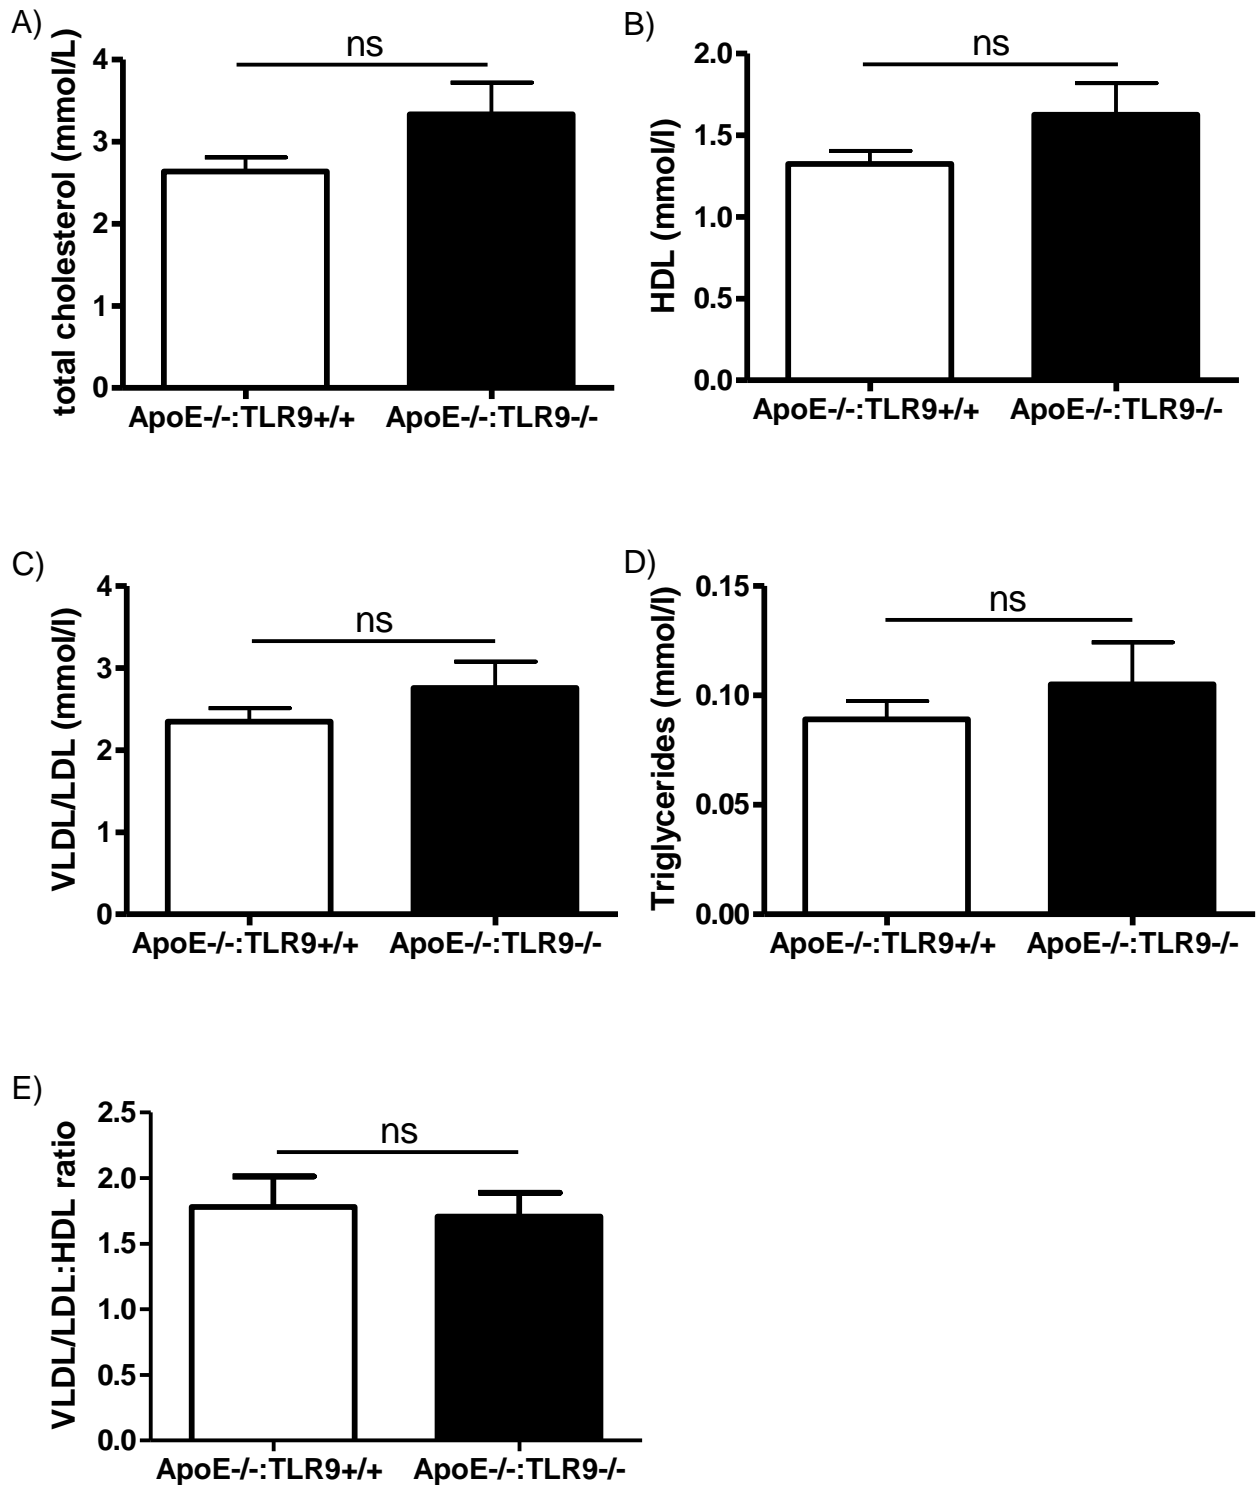 A)
total cholesterol (mmol/L)
4
3
2
1
0
ns
ApoE-/-:TLR9+/+ ApoE-/-:TLR9-/-
B)
HDL (mmol/l)
2.0
1.5
1.0
0.5
0.0
ns
ApoE-/-:TLR9+/+ ApoE-/-:TLR9-/-
C)
VLDL/LDL (mmol/l)
4
3
2
1
0
ns
ApoE-/-:TLR9+/+ ApoE-/-:TLR9-/-
D)
Triglycerides (mmol/l)
0.15
0.10
0.05
0.00
ns
ApoE-/-:TLR9+/+ ApoE-/-:TLR9-/-
E)
VLDL/LDL:HDL ratio
2.5
2.0
1.5
1.0
0.5
0.0
ns
ApoE-/-:TLR9+/+ ApoE-/-:TLR9-/-